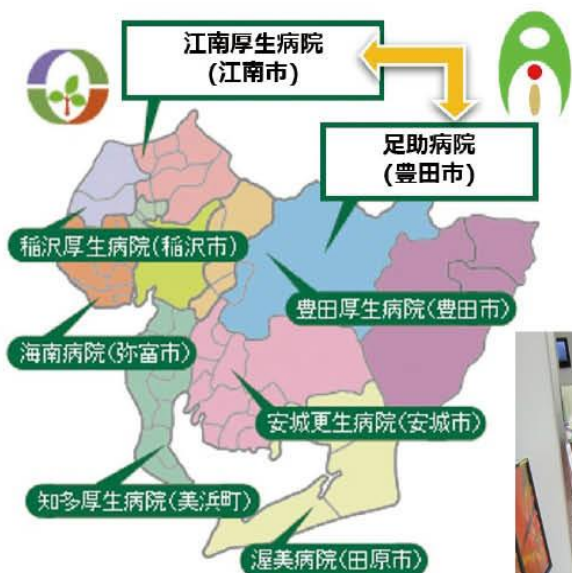 江南厚生病院
(江南市)
足助病院
(豊田市)
稲沢厚生病院(稲沢市)
豊田厚生病院(豊田市)
海南病院(弥富市)
安城更生病院(安城市)
知多厚生病院(美浜町)
渥美病院(田原市)